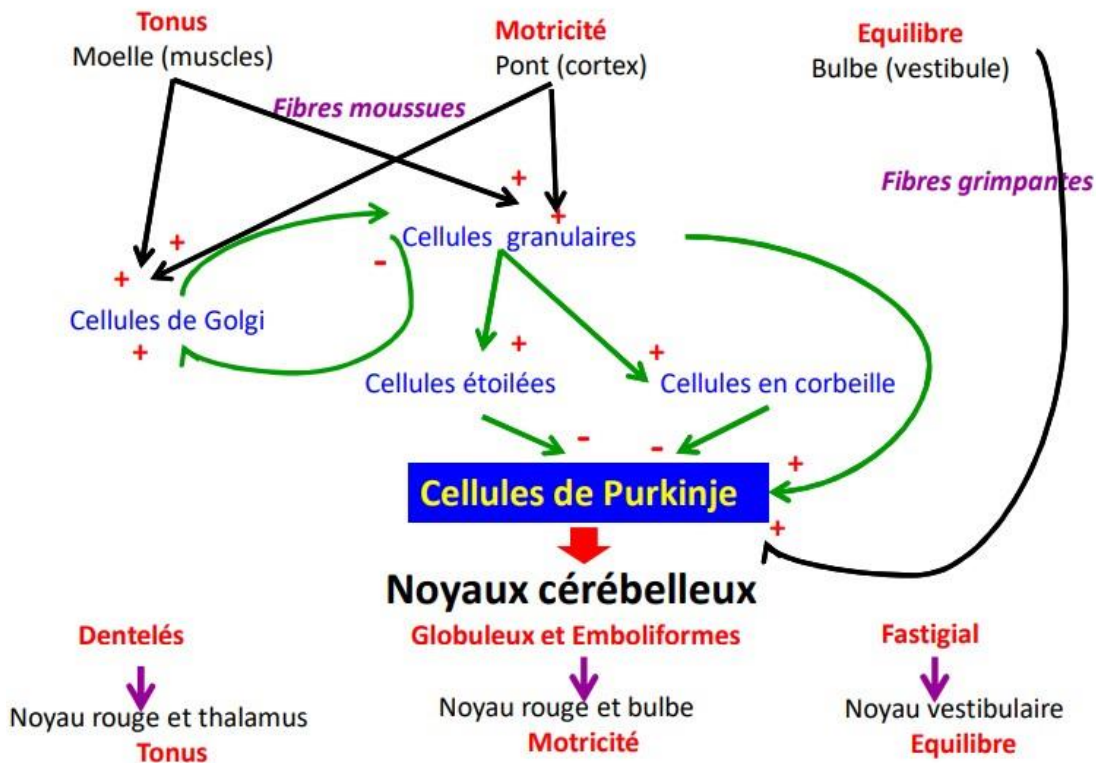 Tonus
Moelle (muscles)
Motricité
Pont (cortex)
Equilibre
Bulbe (vestibule)
Fibres moussues
Fibres grimpantes
+
+
Cellules granulaires
+
-
+
Cellules de Golgi
+
+
+
Cellules étoilées
Cellules en corbeille
-
-
+
Cellules de Purkinje
+
Noyaux cérébelleux
Dentelés
Globuleux et Emboliformes
Fastigial
Noyau rouge et thalamus
Noyau rouge et bulbe
Noyau vestibulaire
Tonus
Motricité
Equilibre